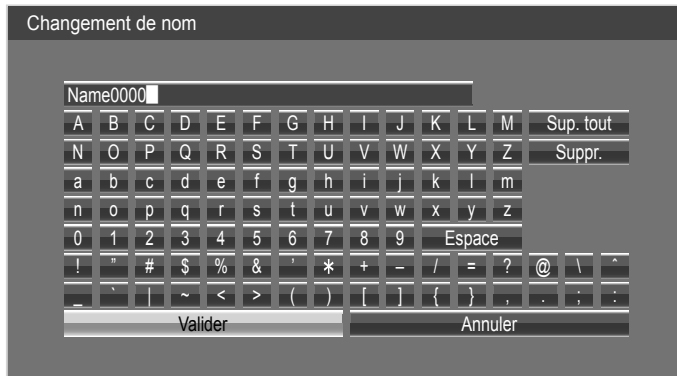 Changement de nom
Name0000
A B C D E F G H I J K L M Sup. tout
N O P Q R S T U V W X Y Z Suppr.
a b c d e f g h i j k l m
n o p q r s t u v w x y z
0 1 2 3 4 5 6 7 8 9 Espace
! " # $ % & ' * + – / = ? @ \ ^
_ ` | ~ < > ( ) [ ] { } , . ; :
Valider Annuler